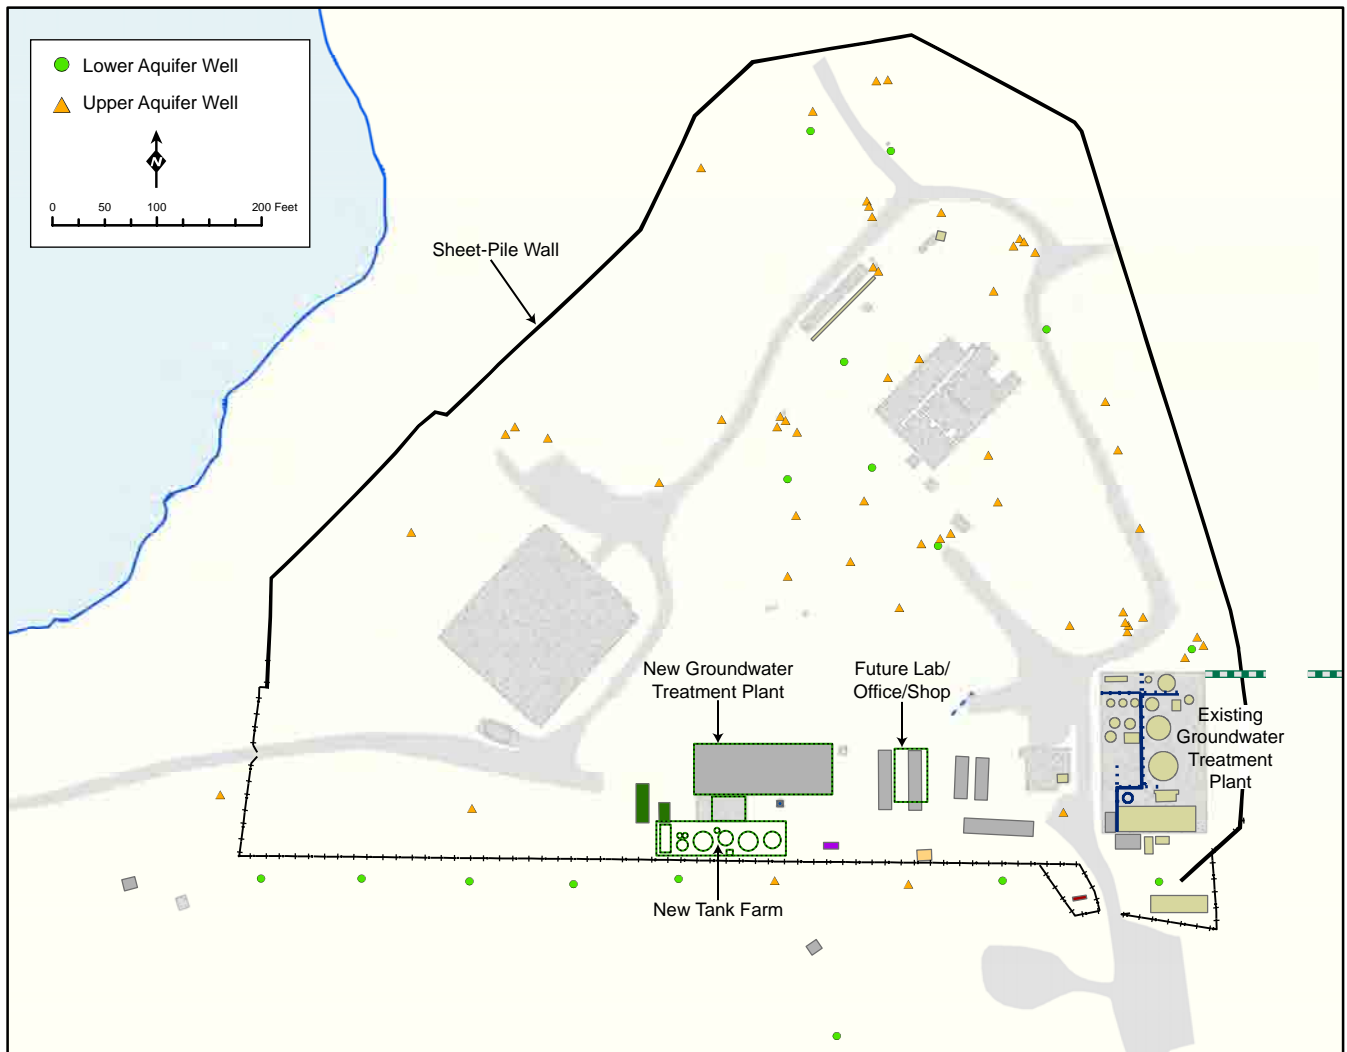 Lower Aquifer Well
Upper Aquifer Well
N
0 50 100 200 Feet
Sheet-Pile Wall
New Groundwater
Treatment Plant
Future Lab/
Office/Shop
Existing
Groundwater
Treatment
Plant
New Tank Farm